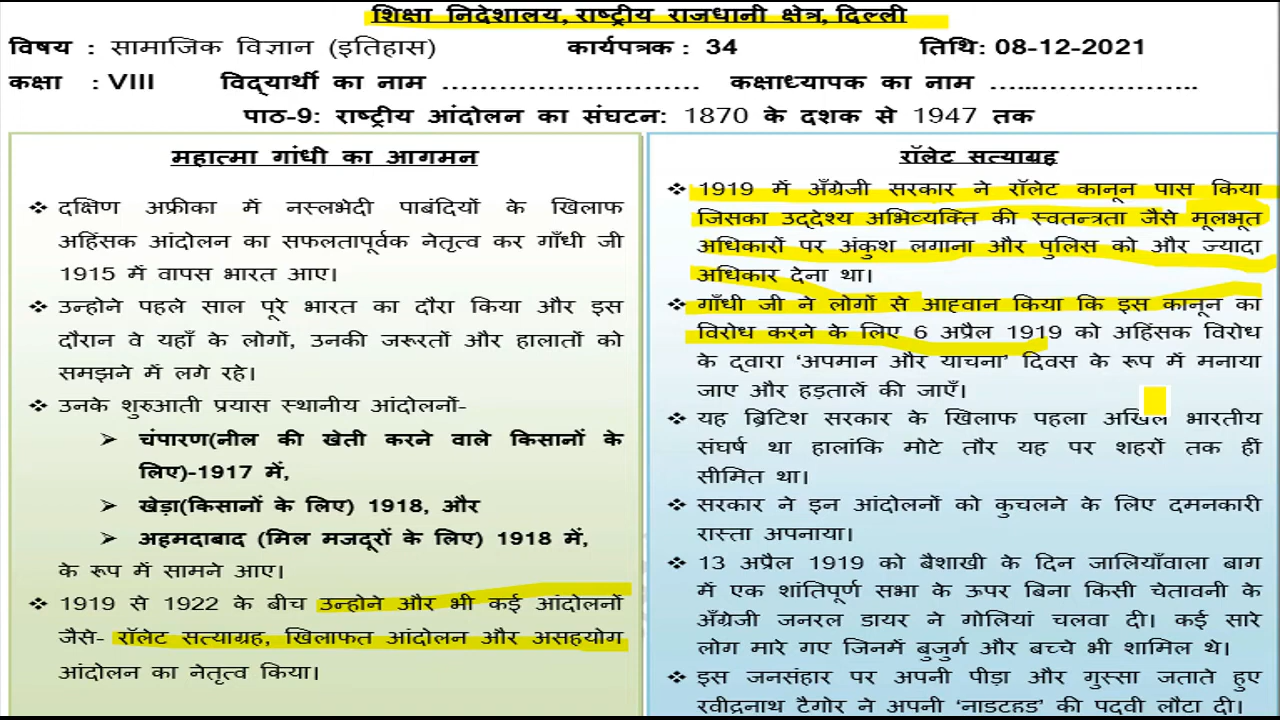 शिक्षा निदेशालय, राष्ट्रीय राजधानी क्षेत्र, दिल्ली
विषय : सामाजिक विज्ञान (इतिहास) कार्यपत्रक : 34 तिथि: 08-12-2021
कक्षा : VIII विद्यार्थी का नाम ………………………. कक्षाध्यापक का नाम …...……………..
पाठ-9: राष्ट्रीय आंदोलन का संघटन: 1870 के दशक से 1947 तक
महात्मा गांधी का आगमन
❖ दक्षिण अफ्रीका में नस्लभेदी पाबंदियों के खिलाफ
अहिंसक आंदोलन का सफलतापूर्वक नेतृत्व कर गाँधी जी
1915 में वापस भारत आए।
❖ उन्होने पहले साल पूरे भारत का दौरा किया और इस
दौरान वे यहाँ के लोगों, उनकी जरूरतों और हालातों को
समझने में लगे रहे।
❖ उनके शुरुआती प्रयास स्थानीय आंदोलनों-
➢ चंपारण(नील की खेती करने वाले किसानों के
लिए)-1917 में,
➢ खेड़ा(किसानों के लिए) 1918, और
➢ अहमदाबाद (मिल मजदूरों के लिए) 1918 में,
के रूप में सामने आए।
❖ 1919 से 1922 के बीच उन्होने और भी कई आंदोलनों
जैसे- रॉलेट सत्याग्रह, खिलाफत आंदोलन और असहयोग
आंदोलन का नेतृत्व किया।
रॉलेट सत्याग्रह
❖ 1919 में अँग्रेजी सरकार ने रॉलेट कानून पास किया
जिसका उद्देश्य अभिव्यक्ति की स्वतन्त्रता जैसे मूलभूत
अधिकारों पर अंकुश लगाना और पुलिस को और ज्यादा
अधिकार देना था।
❖ गाँधी जी ने लोगों से आह्वान किया कि इस कानून का
विरोध करने के लिए 6 अप्रैल 1919 को अहिंसक विरोध
के द्वारा ‘अपमान और याचना’ दिवस के रूप में मनाया
जाए और हड़तालें की जाएँ।
❖ यह ब्रिटिश सरकार के खिलाफ पहला अखिल भारतीय
संघर्ष था हालांकि मोटे तौर यह पर शहरों तक हीं
सीमित था।
❖ सरकार ने इन आंदोलनों को कुचलने के लिए दमनकारी
रास्ता अपनाया।
❖ 13 अप्रैल 1919 को बैशाखी के दिन जालियाँवाला बाग
में एक शांतिपूर्ण सभा के ऊपर बिना किसी चेतावनी के
अँग्रेजी जनरल डायर ने गोलियां चलवा दी। कई सारे
लोग मारे गए जिनमें बुजुर्ग और बच्चे भी शामिल थे।
❖ इस जनसंहार पर अपनी पीड़ा और गुस्सा जताते हुए
रवीद्रनाथ टैगोर ने अपनी ‘नाइटहुड’ की पदवी लौटा दी।